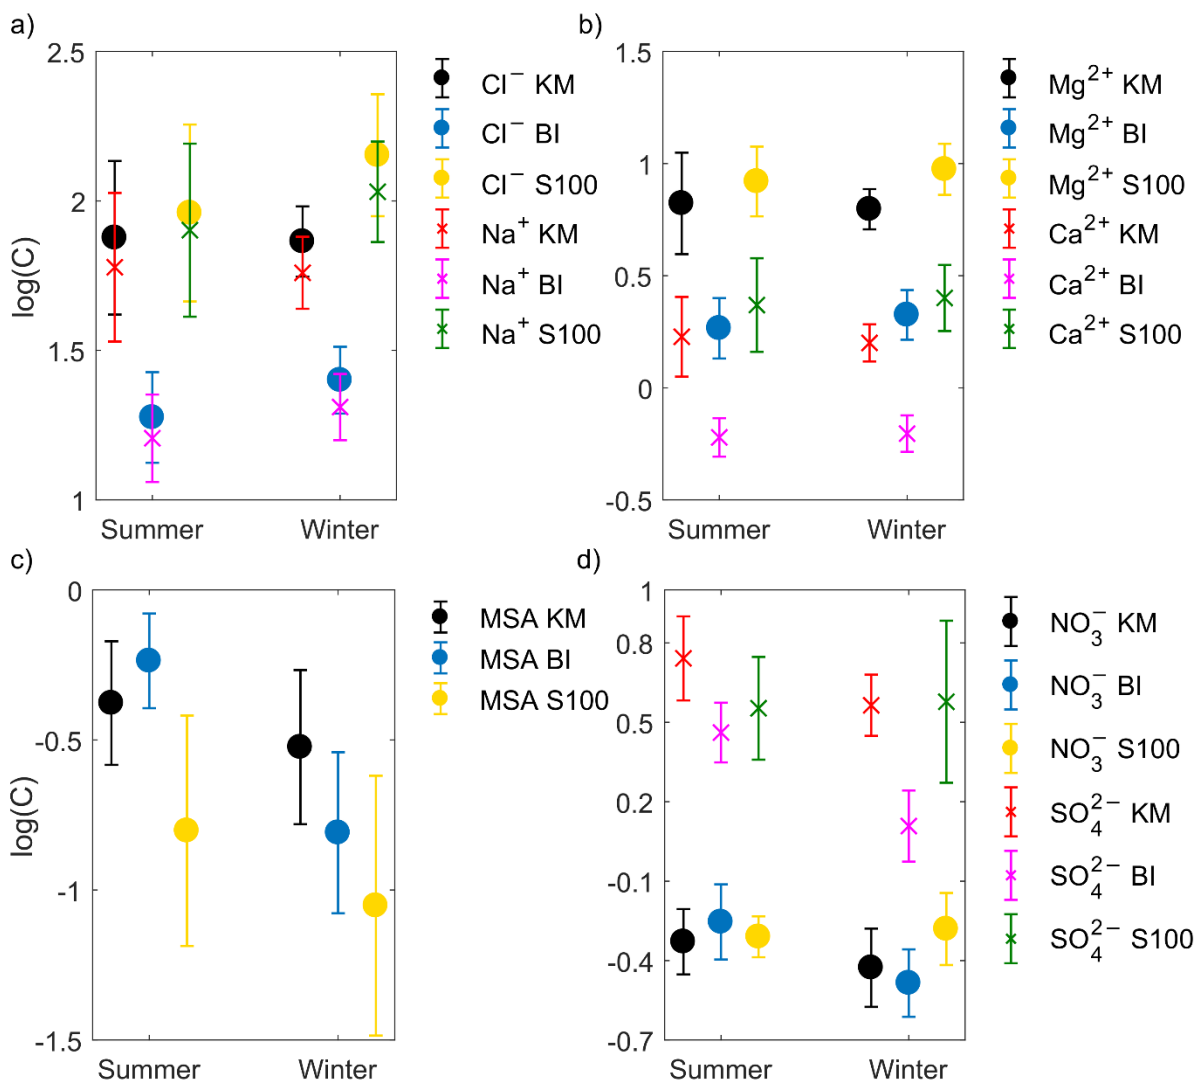 a)
2.5
2
1.5
1
log(C)
Summer
Winter
Cl⁻ KM
Cl⁻ BI
Cl⁻ S100
Na⁺ KM
Na⁺ BI
Na⁺ S100
b)
1.5
1
0.5
0
-0.5
Summer
Winter
Mg²⁺ KM
Mg²⁺ BI
Mg²⁺ S100
Ca²⁺ KM
Ca²⁺ BI
Ca²⁺ S100
c)
0
-0.5
-1
-1.5
log(C)
Summer
Winter
MSA KM
MSA BI
MSA S100
d)
1
0.8
0.5
0.2
-0.1
-0.4
-0.7
Summer
Winter
NO₃⁻ KM
NO₃⁻ BI
NO₃⁻ S100
SO₄²⁻ KM
SO₄²⁻ BI
SO₄²⁻ S100